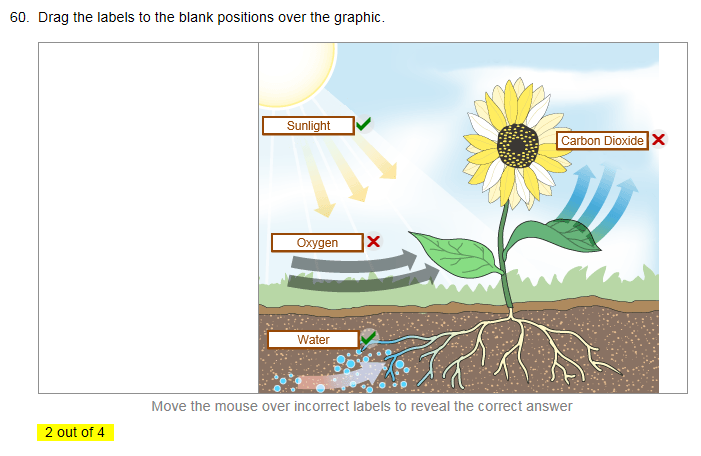 60. Drag the labels to the blank positions over the graphic.
Sunlight
Carbon Dioxide
Oxygen
Water
Move the mouse over incorrect labels to reveal the correct answer
2 out of 4